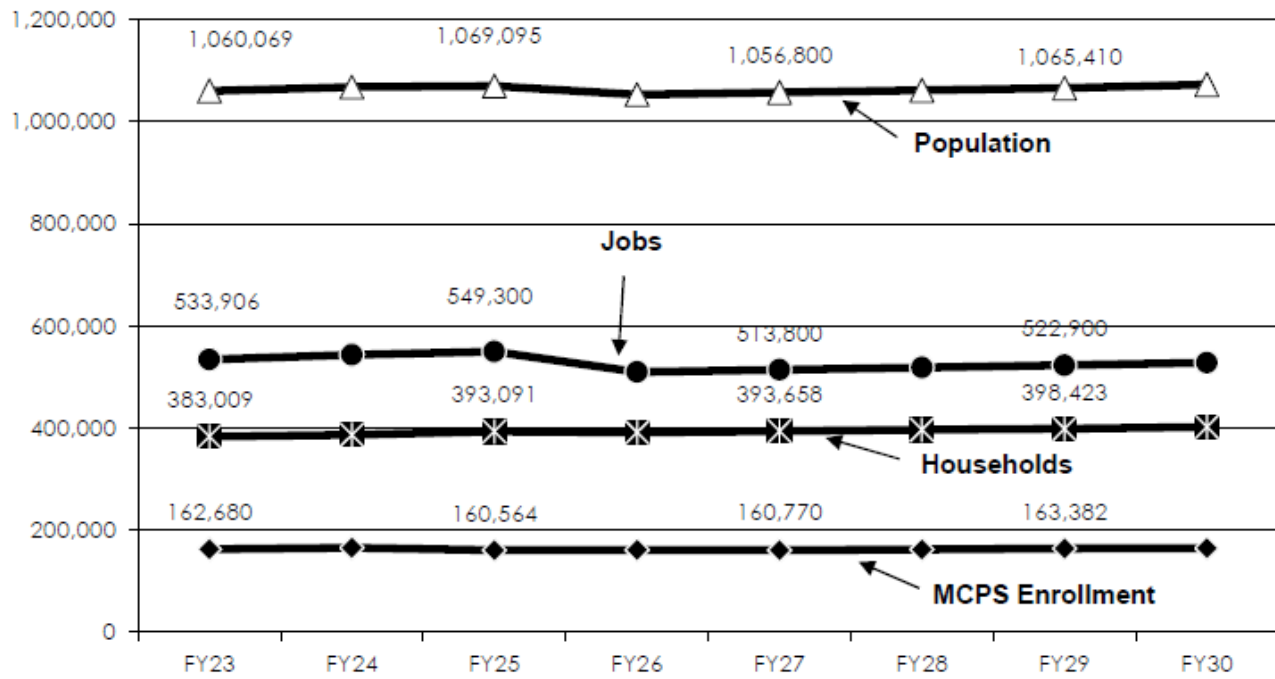 1,200,000
1,060,069 1,069,095 1,056,800 1,065,410
1,000,000
Population
800,000
Jobs
533,906 549,300 513,800 522,900
600,000
383,009 393,091 393,658 398,423
400,000
Households
162,680 160,564 160,770 163,382
200,000
MCPS Enrollment
0
FY23 FY24 FY25 FY26 FY27 FY28 FY29 FY30